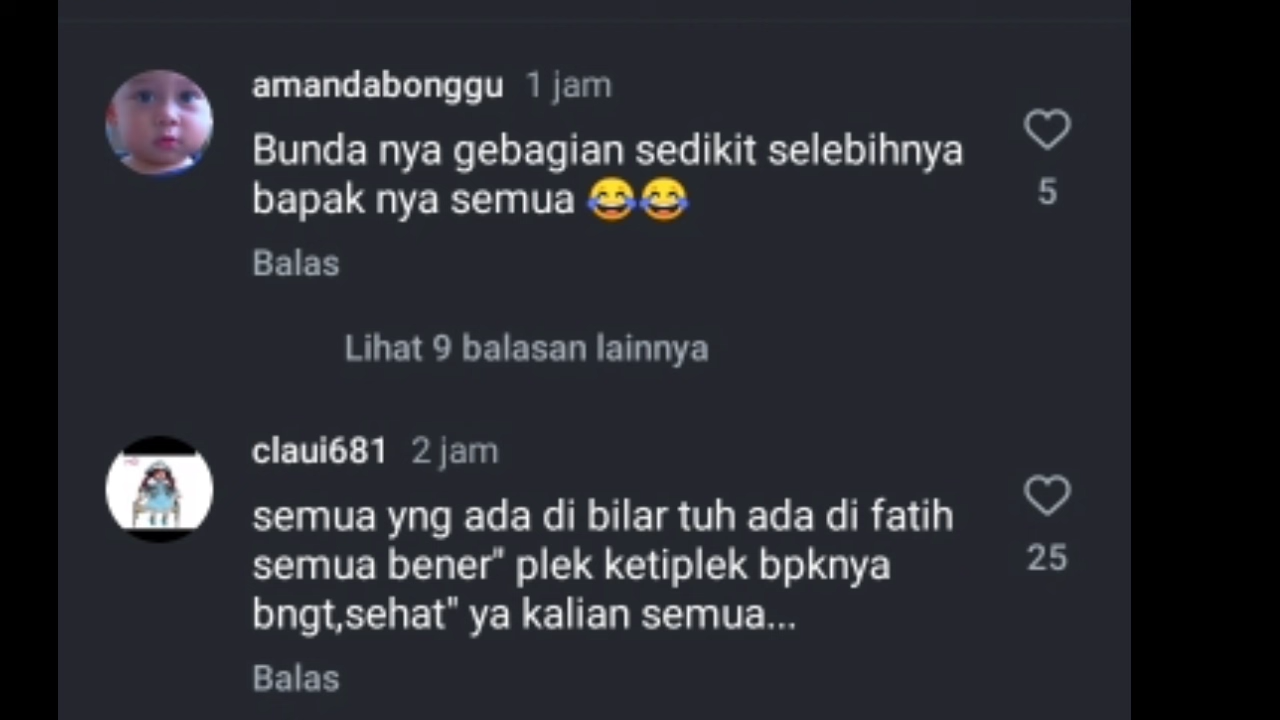 amandabonggu 1 jam
Bunda nya gebagian sedikit selebihnya
bapak nya semua 😂😂
5
Balas
Lihat 9 balasan lainnya
claui681 2 jam
semua yng ada di bilar tuh ada di fatih
semua bener" plek ketiplek bpknya
bngt,sehat" ya kalian semua...
25
Balas